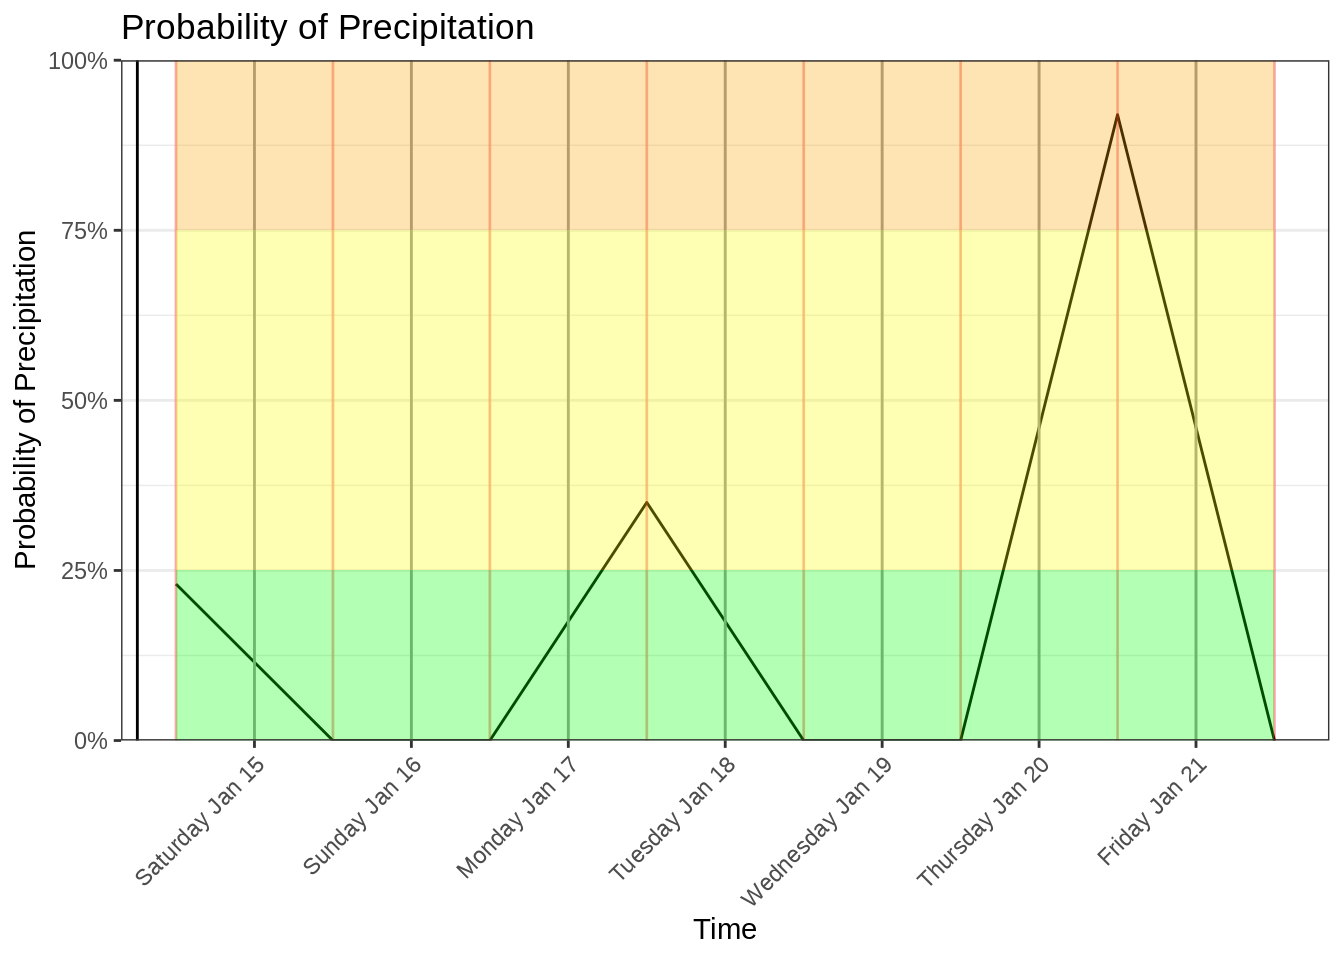 Probability of Precipitation
Probability of Precipitation
100%
75%
50%
25%
0%
Saturday Jan 15
Sunday Jan 16
Monday Jan 17
Tuesday Jan 18
Wednesday Jan 19
Thursday Jan 20
Friday Jan 21
Time